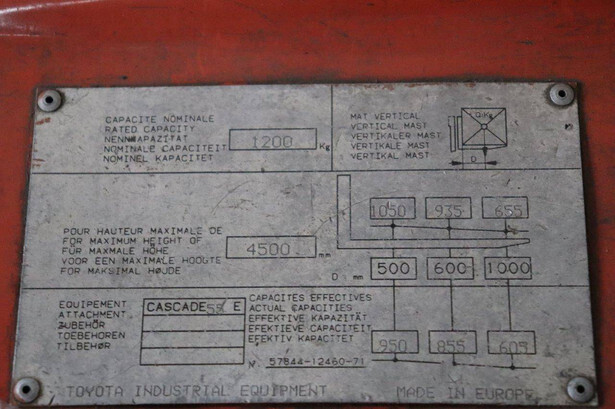 CAPACITE NOMINALE
RATED CAPACITY
NENNKAPAZITÄT
NOMINALE CAPACITEIT
NOMINEL KAPACITET
1200 Kg
MAT VERTICAL
VERTICAL MAST
VERTIKALER MAST
VERTIKALE MAST
VERTIKAL MAST
Q:Kg
D
POUR HAUTEUR MAXIMALE DE
FOR MAXIMUM HEIGHT OF
FÜR MAXMALE HÖHE
VOOR EEN MAXIMALE HOOGTE
FOR MAKSIMAL HØJDE
4500 mm
1050 935 655
D mm 500 600 1000
EQUIPEMENT
ATTACHMENT
ZUBEHÖR
TOEBEHOREN
TILBEHØR
CASCADE E
CAPACITES EFFECTIVES
ACTUAL CAPACITIES
EFFEKTIVE KAPAZITÄT
EFFEKTIEVE CAPACITEIT
EFFEKTIV KAPACITET
950 855 605
N. 57844-12460-71
TOYOTA INDUSTRIAL EQUIPMENT MADE IN EUROPE